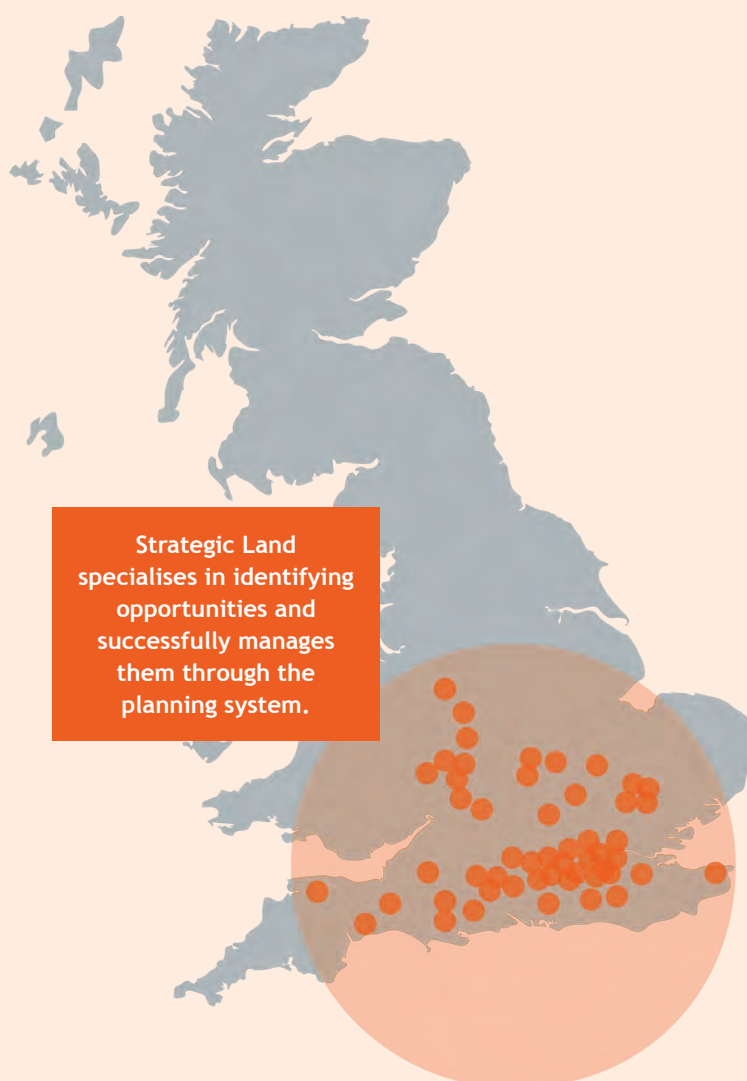 Strategic Land
specialises in identifying
opportunities and
successfully manages
them through the
planning system.